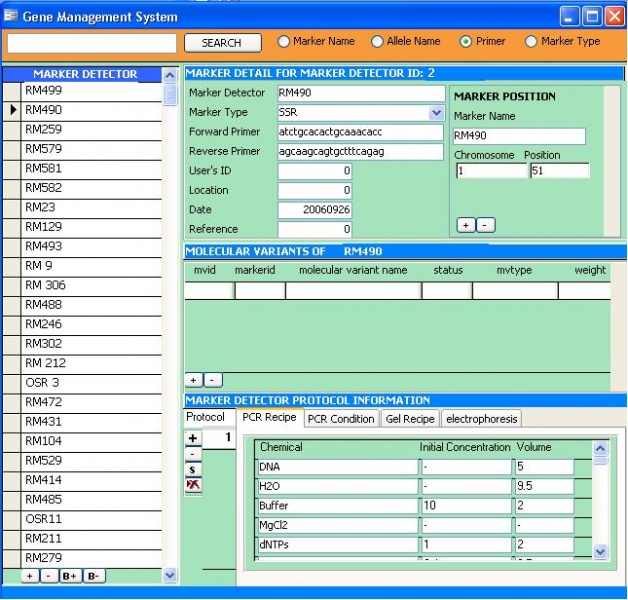 Gene Management System
SEARCH Marker Name Allele Name Primer Marker Type
MARKER DETECTOR
RM499
RM490
RM259
RM579
RM581
RM582
RM23
RM129
RM493
RM 9
RM 306
RM488
RM246
RM302
RM 212
OSR 3
RM472
RM431
RM104
RM529
RM414
RM485
OSR11
RM211
RM279
+ - B+ B-
MARKER DETAIL FOR MARKER DETECTOR ID: 2
Marker Detector RM490
Marker Type SSR
Forward Primer atctgcacactgcaaacacc
Reverse Primer agcaagcagtgctttcagag
User's ID 0
Location 0
Date 20060926
Reference 0
MARKER POSITION
Marker Name
RM490
Chromosome Position
1 51
+ -
MOLECULAR VARIANTS OF RM490
mvid markerid molecular variant name status mvtype weight
+ -
MARKER DETECTOR PROTOCOL INFORMATION
Protocol PCR Recipe PCR Condition Gel Recipe electrophoresis
+ 1
-
s
Chemical Initial Concentration Volume
DNA - 5
H2O - 9.5
Buffer 10 2
MgCl2 - -
dNTPs 1 2